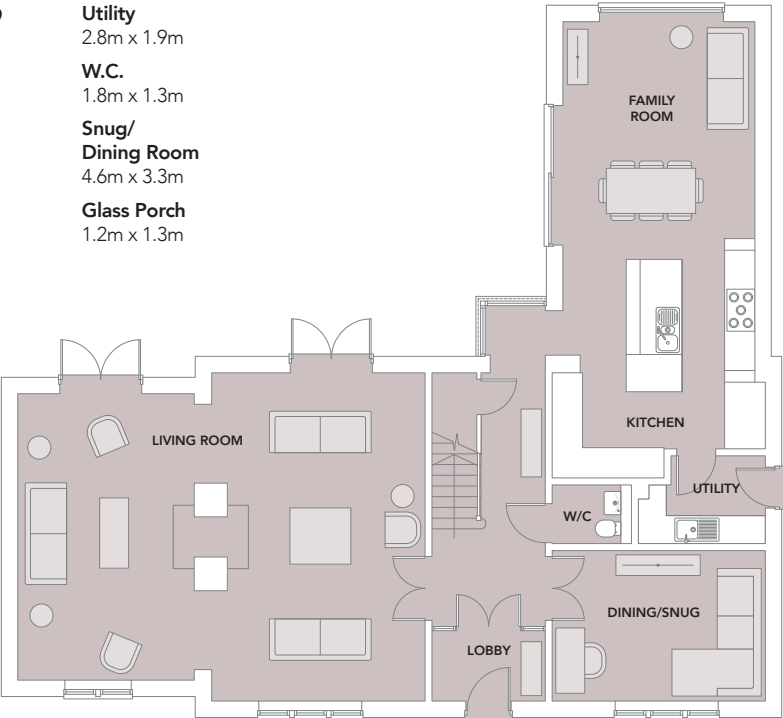 Utility
2.8m x 1.9m
W.C.
1.8m x 1.3m
Snug/
Dining Room
4.6m x 3.3m
Glass Porch
1.2m x 1.3m
FAMILY
ROOM
LIVING ROOM
KITCHEN
UTILITY
W/C
DINING/SNUG
LOBBY